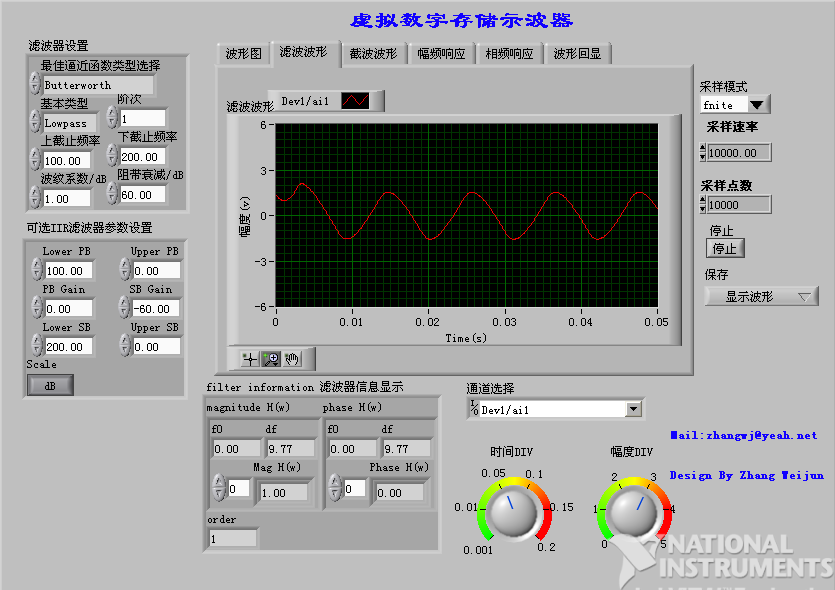 虚拟数字存储示波器
滤波器设置
最佳逼近函数类型选择
Butterworth
基本类型 阶次
Lowpass 1
上截止频率 下截止频率
100.00 200.00
波纹系数/dB 阻带衰减/dB
1.00 60.00
可选IIR滤波器参数设置
Lower PB Upper PB
100.00 0.00
PB Gain SB Gain
0.00 -60.00
Lower SB Upper SB
200.00 0.00
Scale
dB
波形图 滤波波形 截波波形 幅频响应 相频响应 波形回显
滤波波形 Dev1/ai1
幅度(v)
6
3
0
-3
-6
0 0.01 0.02 0.03 0.04 0.05
Time(s)
采样模式
fnite
采样速率
10000.00
采样点数
10000
停止
停止
保存
显示波形
filter information 滤波器信息显示
magnitude H(w) phase H(w)
f0 df f0 df
0.00 9.77 0.00 9.77
Mag H(w) Phase H(w)
0 1.00 0 0.00
order
1
通道选择
I/O Dev1/ai1
时间DIV
0.001 0.01 0.05 0.1 0.15 0.2
幅度DIV
0 1 2 3 4 5
Mail:zhangwj@yeah.net
Design By Zhang Weijun
NATIONAL
INSTRUMENTS